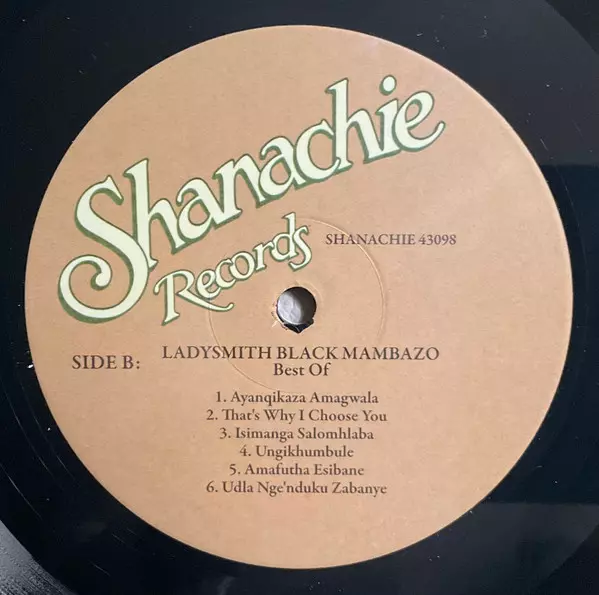 Shanachie
Records
SHANACHIE 43098
SIDE B:
LADYSMITH BLACK MAMBAZO
Best Of
1. Ayanqikaza Amagwala
2. That's Why I Choose You
3. Isimanga Salomhlaba
4. Ungikhumbule
5. Amafutha Esibane
6. Udla Nge'nduku Zabanye